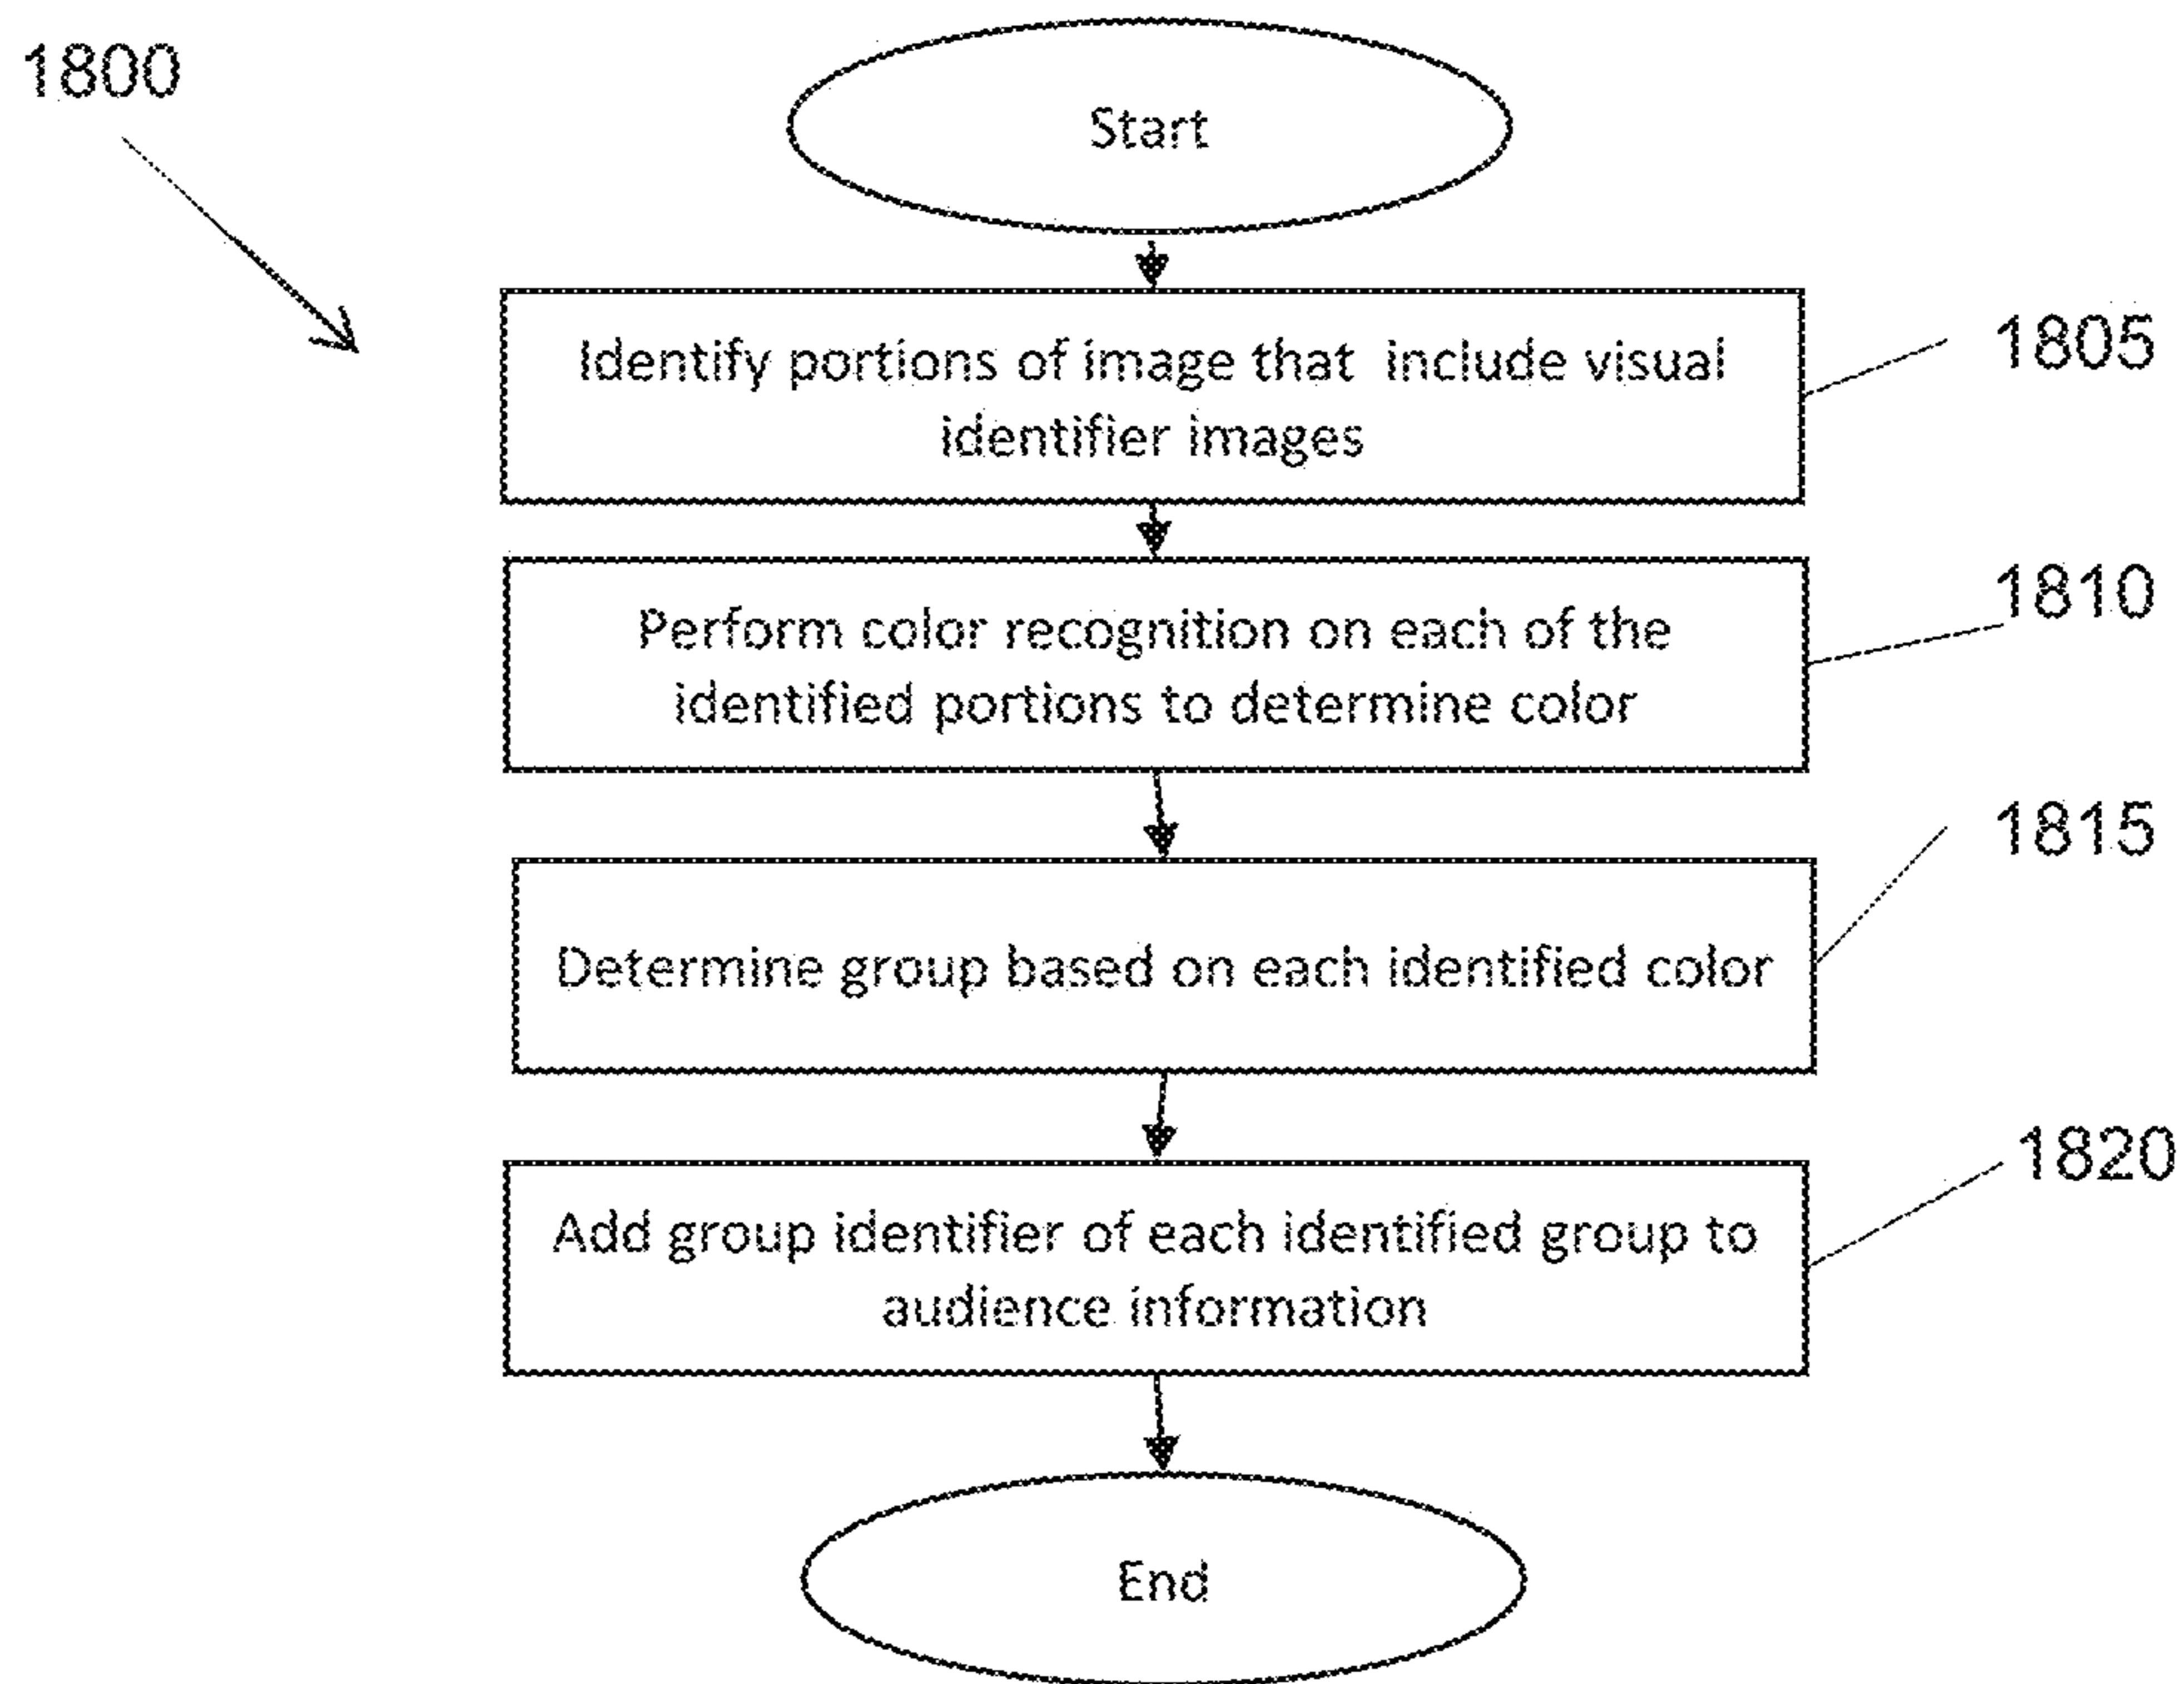 1800
Start
Identify portions of image that include visual
identifier images
1805
Perform color recognition on each of the
identified portions to determine color
1810
Determine group based on each identified color
1815
Add group identifier of each identified group to
audience information
1820
End